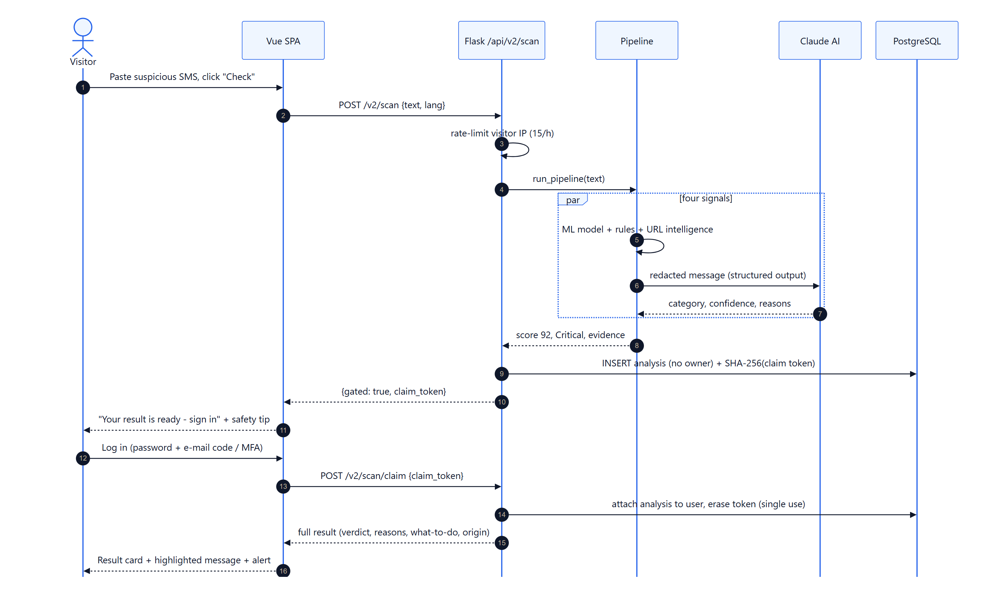 Visitor
Vue SPA
Flask /api/v2/scan
Pipeline
Claude AI
PostgreSQL
Paste suspicious SMS, click "Check"
1
POST /v2/scan {text, lang}
2
rate-limit visitor IP (15/h)
3
run_pipeline(text)
4
par
[four signals]
ML model + rules + URL intelligence
5
redacted message (structured output)
6
category, confidence, reasons
7
score 92, Critical, evidence
8
INSERT analysis (no owner) + SHA-256(claim token)
9
{gated: true, claim_token}
10
"Your result is ready - sign in" + safety tip
11
Log in (password + e-mail code / MFA)
12
POST /v2/scan/claim {claim_token}
13
attach analysis to user, erase token (single use)
14
full result (verdict, reasons, what-to-do, origin)
15
Result card + highlighted message + alert
16